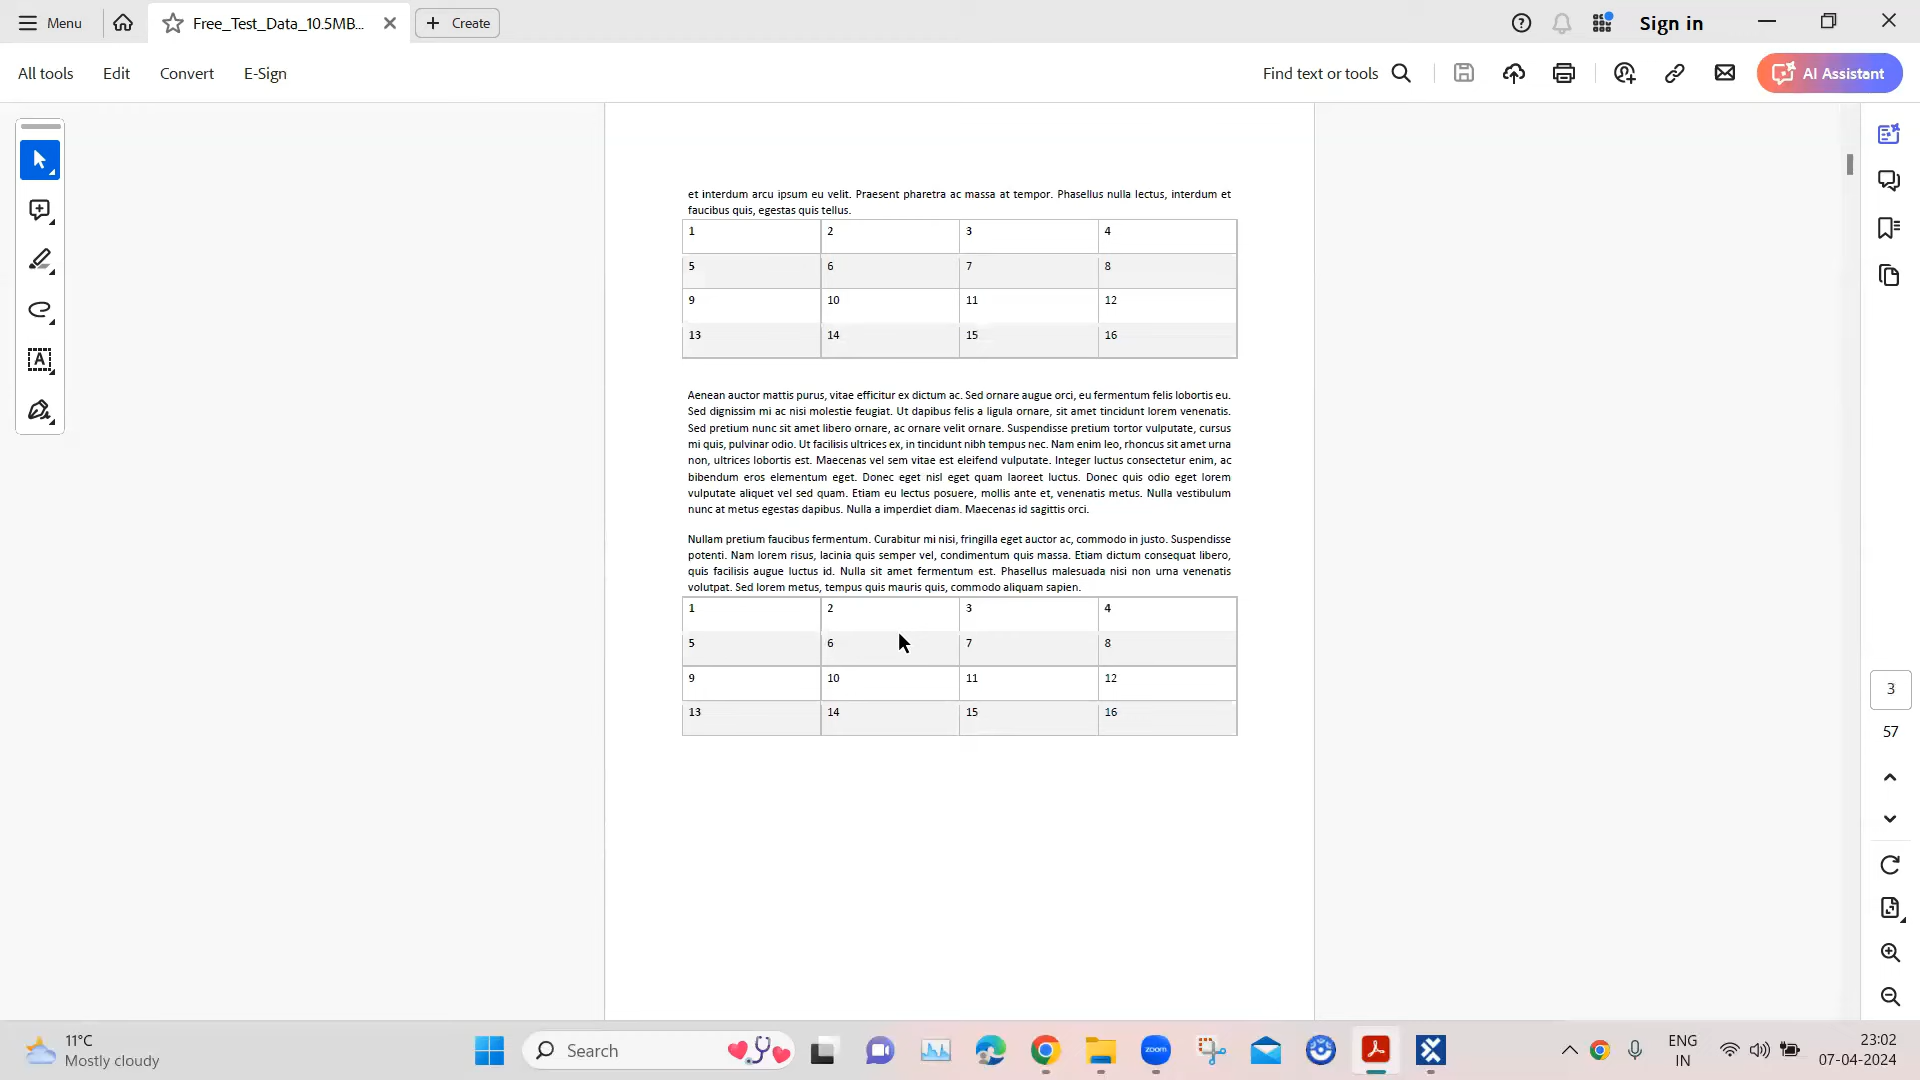 Menu
Free_Test_Data_10.5MB...
Create
Sign in
All tools
Edit
Convert
E-Sign
Find text or tools
AI Assistant
et interdum arcu ipsum eu velit. Praesent pharetra ac massa at tempor. Phasellus nulla lectus, interdum et
faucibus quis, egestas quis tellus.
1 2 3 4
5 6 7 8
9 10 11 12
13 14 15 16
Aenean auctor mattis purus, vitae efficitur ex dictum ac. Sed ornare augue orci, eu fermentum felis lobortis eu.
Sed dignissim mi ac nisi molestie feugiat. Ut dapibus felis a ligula ornare, sit amet tincidunt lorem venenatis.
Sed pretium nunc sit amet libero ornare, ac ornare velit ornare. Suspendisse pretium tortor vulputate, cursus
mi quis, pulvinar odio. Ut facilisis ultrices ex, in tincidunt nibh tempus nec. Nam enim leo, rhoncus sit amet urna
non, ultrices lobortis est. Maecenas vel sem vitae est eleifend vulputate. Integer luctus consectetur enim, ac
bibendum eros elementum eget. Donec eget nisl eget quam laoreet luctus. Donec quis odio eget lorem
vulputate aliquet vel sed quam. Etiam eu lectus posuere, mollis ante et, venenatis metus. Nulla vestibulum
nunc at metus egestas dapibus. Nulla a imperdiet diam. Maecenas id sagittis orci.
Nullam pretium faucibus fermentum. Curabitur mi nisi, fringilla eget auctor ac, commodo in justo. Suspendisse
potenti. Nam lorem risus, lacinia quis semper vel, condimentum quis massa. Etiam dictum consequat libero,
quis facilisis augue luctus id. Nulla sit amet fermentum est. Phasellus malesuada nisi non urna venenatis
volutpat. Sed lorem metus, tempus quis mauris quis, commodo aliquam sapien.
1 2 3 4
5 6 7 8
9 10 11 12
13 14 15 16
3
57
11°C
Mostly cloudy
Search
zoom
ENG
IN
23:02
07-04-2024